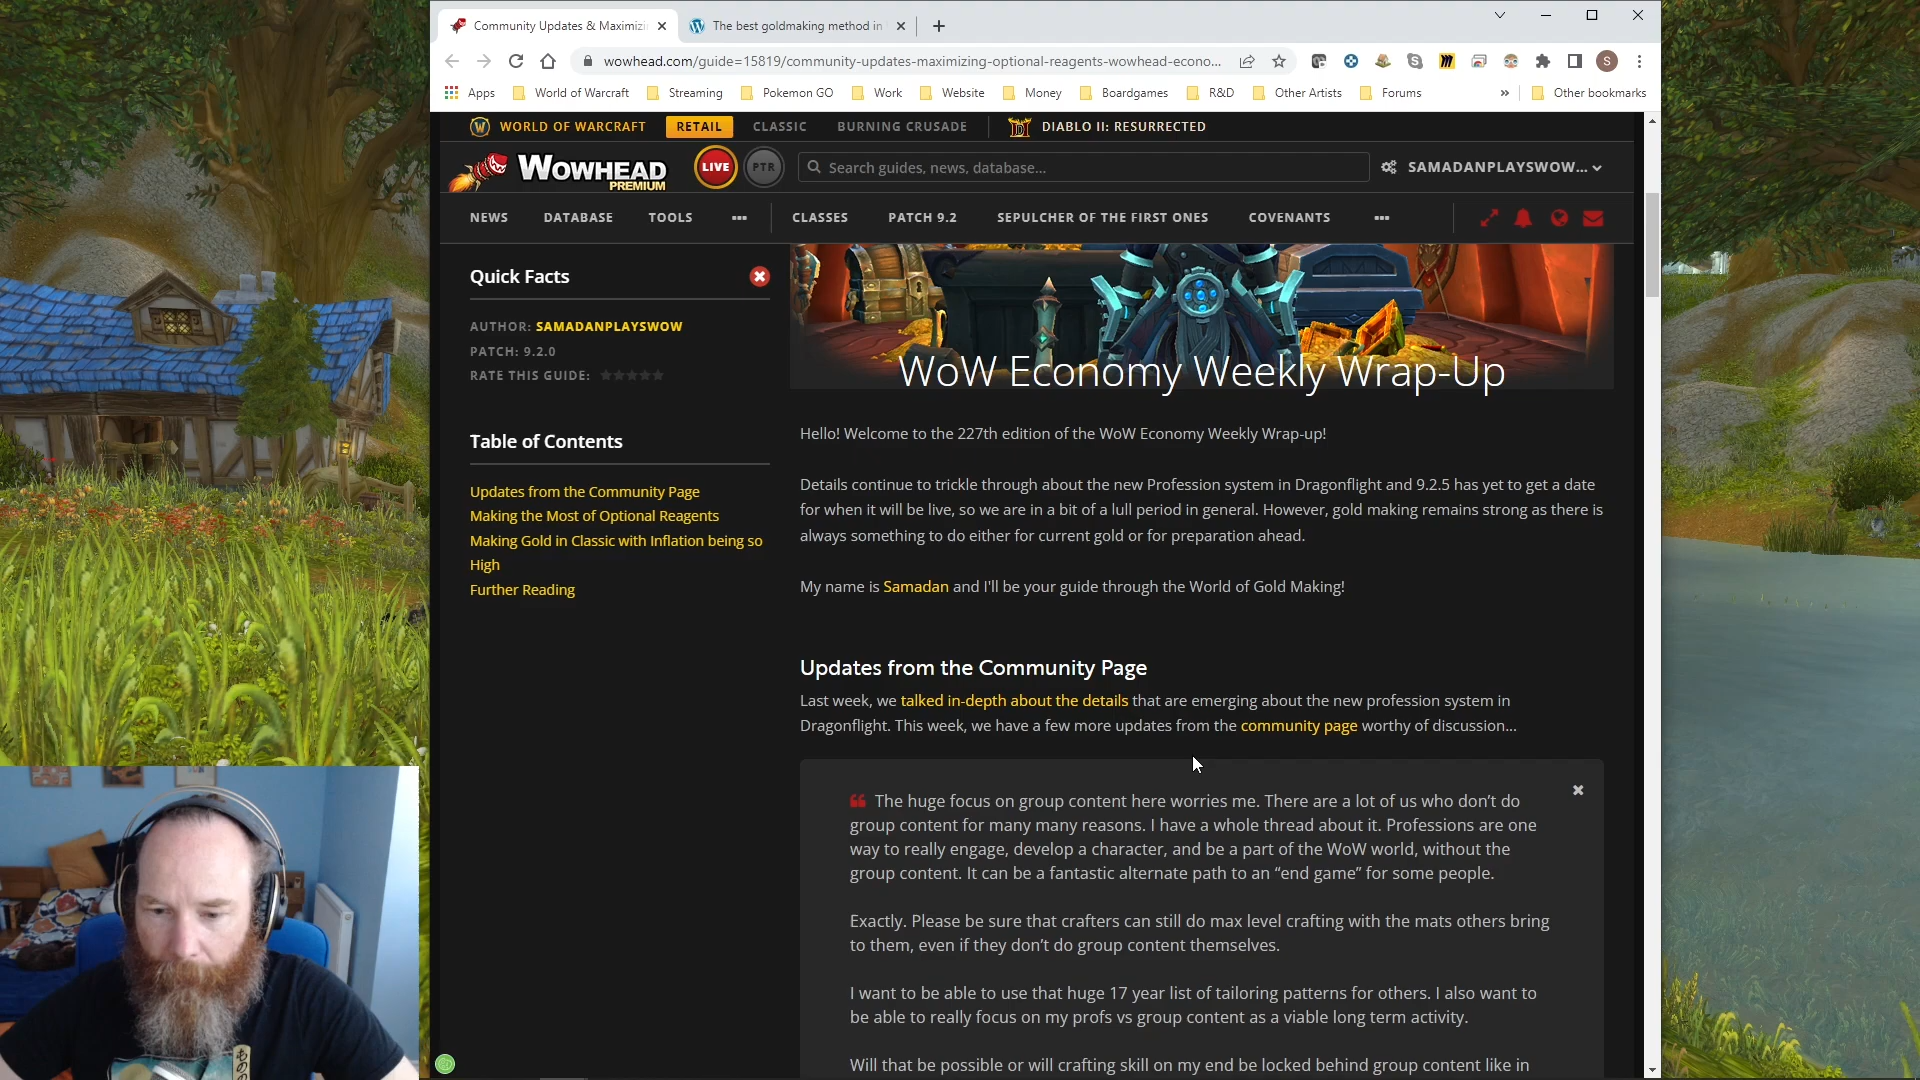 Community Updates & Maximizi
The best goldmaking method in
wowhead.com/guide=15819/community-updates-maximizing-optional-reagents-wowhead-econo...
S
Apps
World of Warcraft
Streaming
Pokemon GO
Work
Website
Money
Boardgames
R&D
Other Artists
Forums
»
Other bookmarks
WORLD OF WARCRAFT
RETAIL
CLASSIC
BURNING CRUSADE
DIABLO II: RESURRECTED
WOWHEAD
PREMIUM
LIVE
PTR
Search guides, news, database...
SAMADANPLAYSWOW...
NEWS
DATABASE
TOOLS
CLASSES
PATCH 9.2
SEPULCHER OF THE FIRST ONES
COVENANTS
Quick Facts
AUTHOR: SAMADANPLAYSWOW
PATCH: 9.2.0
RATE THIS GUIDE:
Table of Contents
Updates from the Community Page
Making the Most of Optional Reagents
Making Gold in Classic with Inflation being so
High
Further Reading
WoW Economy Weekly Wrap-Up
Hello! Welcome to the 227th edition of the WoW Economy Weekly Wrap-up!
Details continue to trickle through about the new Profession system in Dragonflight and 9.2.5 has yet to get a date
for when it will be live, so we are in a bit of a lull period in general. However, gold making remains strong as there is
always something to do either for current gold or for preparation ahead.
My name is Samadan and I'll be your guide through the World of Gold Making!
Updates from the Community Page
Last week, we talked in-depth about the details that are emerging about the new profession system in
Dragonflight. This week, we have a few more updates from the community page worthy of discussion...
The huge focus on group content here worries me. There are a lot of us who don’t do
group content for many many reasons. I have a whole thread about it. Professions are one
way to really engage, develop a character, and be a part of the WoW world, without the
group content. It can be a fantastic alternate path to an “end game” for some people.
Exactly. Please be sure that crafters can still do max level crafting with the mats others bring
to them, even if they don’t do group content themselves.
I want to be able to use that huge 17 year list of tailoring patterns for others. I also want to
be able to really focus on my profs vs group content as a viable long term activity.
Will that be possible or will crafting skill on my end be locked behind group content like in